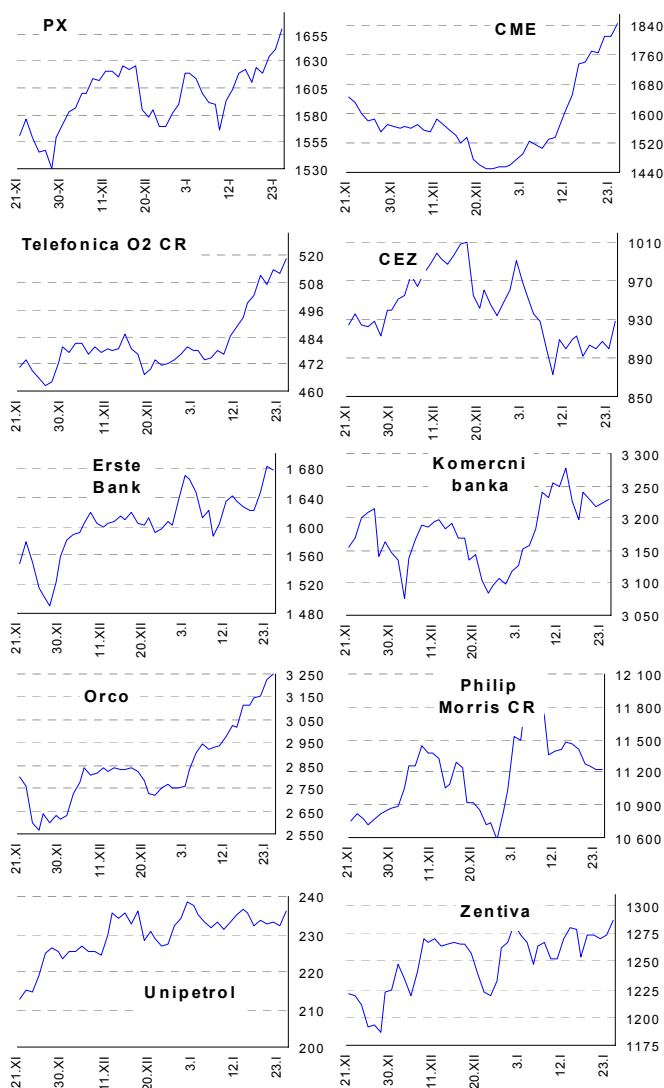 PX
1655
1630
1605
1580
1555
1530
21-XI
30-XI
11-XII
20-XII
3-I
12-I
23-I
CME
1840
1760
1680
1600
1520
1440
21.XI
30.XI
11.XII
20.XII
3.I
12.I
23.I
Telefonica O2 CR
520
508
496
484
472
460
21.XI
30.XI
11.XII
20.XII
3.I
12.I
23.I
CEZ
1010
970
930
890
850
21.XI
30.XI
11.XII
20.XII
3.I
12.I
23.I
Erste
Bank
1 680
1 640
1 600
1 560
1 520
1 480
21.XI
30.XI
11.XII
20.XII
3.I
12.I
23.I
Komercni
banka
3 300
3 250
3 200
3 150
3 100
3 050
21.XI
30.XI
11.XII
20.XII
3.I
12.I
23.I
Orco
3 250
3 150
3 050
2 950
2 850
2 750
2 650
2 550
21.XI
30.XI
11.XII
20.XII
3.I
12.I
23.I
Philip
Morris CR
12 100
11 800
11 500
11 200
10 900
10 600
21.XI
30.XI
11.XII
20.XII
3.I
12.I
23.I
Unipetrol
240
230
220
210
200
21.XI
30.XI
11.XII
20.XII
3.I
12.I
23.I
Zentiva
1300
1275
1250
1225
1200
1175
21.XI
30.XI
11.XII
20.XII
3.I
12.I
23.I